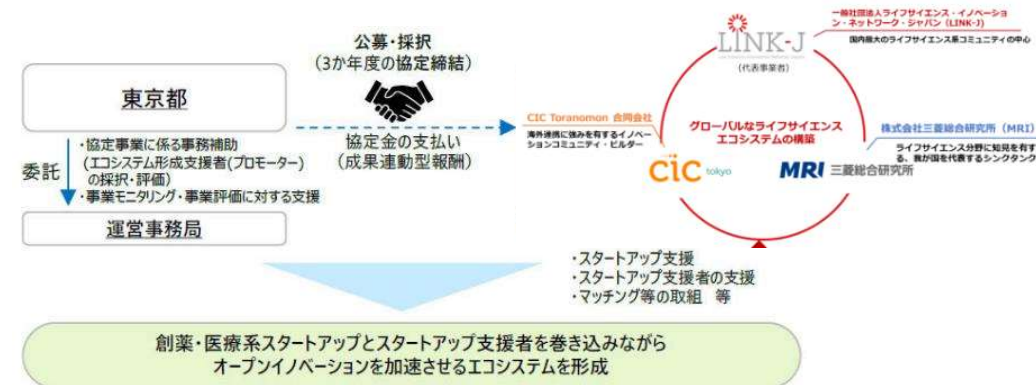 公募・採択
(3か年度の協定締結)
東京都
協定金の支払い
(成果連動型報酬)
委託
・協定事業に係る事務補助
(エコシステム形成支援者(プロモーター)
の採択・評価)
・事業モニタリング・事業評価に対する支援
運営事務局
LINK-J
(代表事業者)
一般社団法人ライフサイエンス・イノベーショ
ン・ネットワーク・ジャパン(LINK-J)
国内最大のライフサイエンス系コミュニティの中心
CIC Toranomon 合同会社
海外連携に強みを有するイノベー
ションコミュニティ・ビルダー
グローバルなライフサイエンス
エコシステムの構築
CiC tokyo
株式会社三菱総合研究所(MRI)
ライフサイエンス分野に知見を有す
る、我が国を代表するシンクタンク
MRI 三菱総合研究所
・スタートアップ支援
・スタートアップ支援者の支援
・マッチング等の取組 等
創薬・医療系スタートアップとスタートアップ支援者を巻き込みながら
オープンイノベーションを加速させるエコシステムを形成